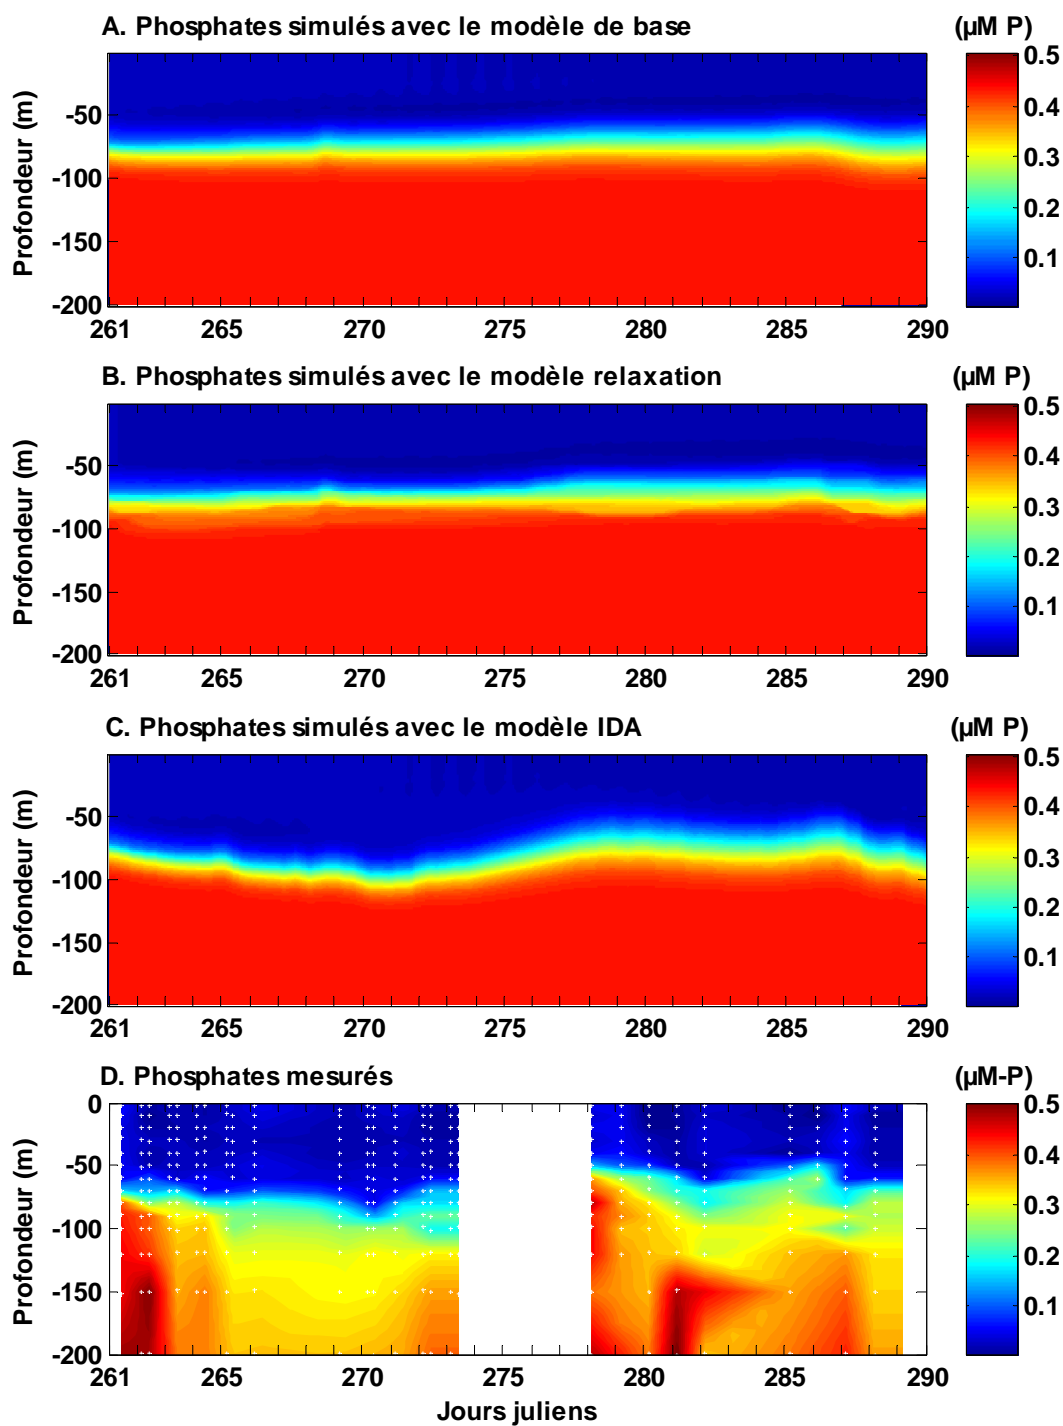 A. Phosphates simulés avec le modèle de base (µM P)
Profondeur (m)
-50
-100
-150
-200
261 265 270 275 280 285 290
0.5
0.4
0.3
0.2
0.1
B. Phosphates simulés avec le modèle relaxation (µM P)
Profondeur (m)
-50
-100
-150
-200
261 265 270 275 280 285 290
0.5
0.4
0.3
0.2
0.1
C. Phosphates simulés avec le modèle IDA (µM P)
Profondeur (m)
-50
-100
-150
-200
261 265 270 275 280 285 290
0.5
0.4
0.3
0.2
0.1
D. Phosphates mesurés (µM-P)
Profondeur (m)
0
-50
-100
-150
-200
261 265 270 275 280 285 290
0.5
0.4
0.3
0.2
0.1
Jours juliens